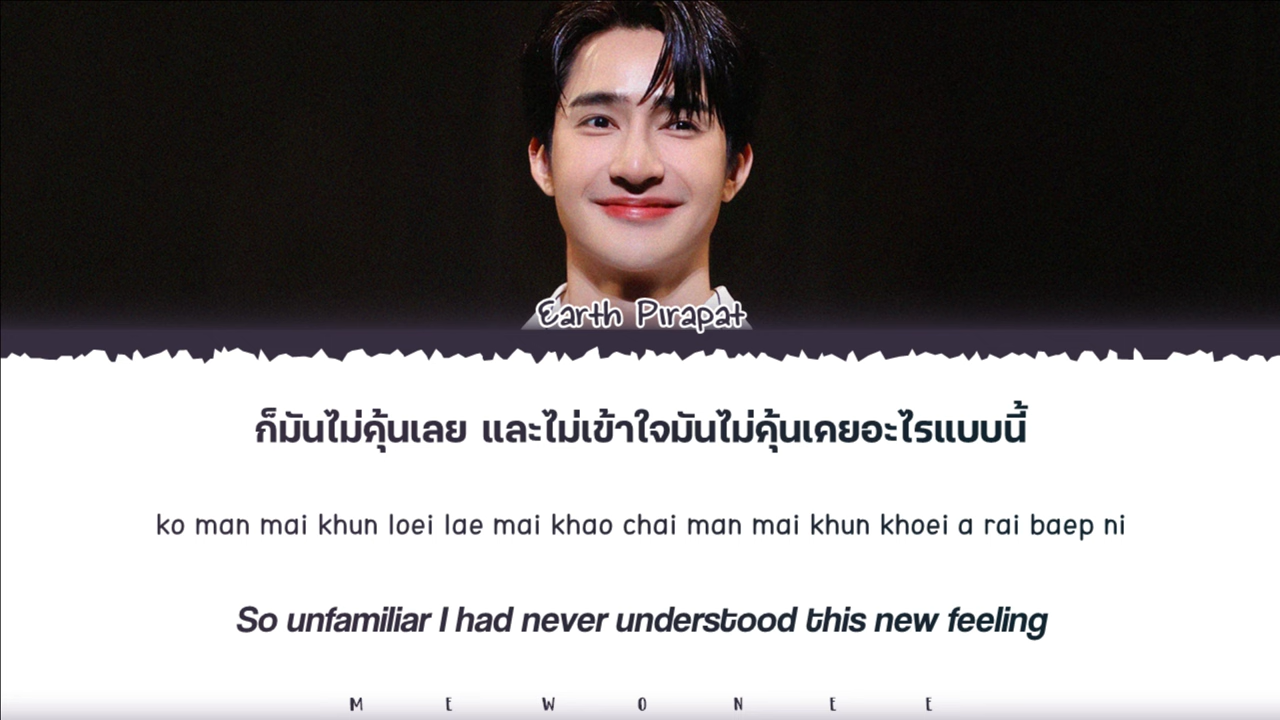 Earth Pirapat
ก็มันไม่คุ้นเลย และไม่เข้าใจมันไม่คุ้นเคยอะไรแบบนี้
ko man mai khun loei lae mai khao chai man mai khun khoei a rai baep ni
So unfamiliar I had never understood this new feeling
M E W O N E E